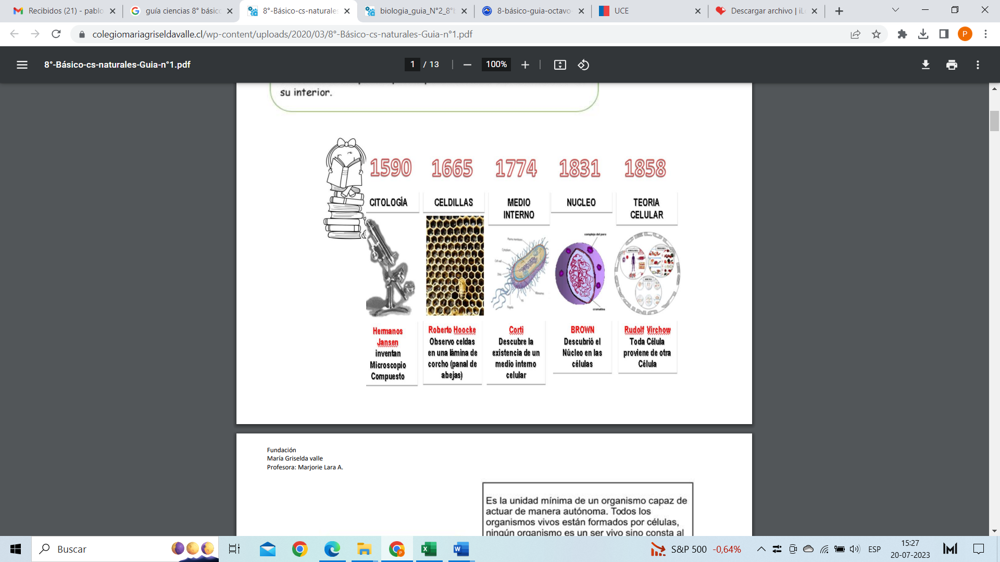 Recibidos (21) - pablo
guía ciencias 8° básico
8°-Básico-cs-naturales
biologia_guia_N°2_8°
8-básico-guia-octavo
UCE
Descargar archivo | iL
colegiomariagriseldavalle.cl/wp-content/uploads/2020/03/8°-Básico-cs-naturales-Guia-n°1.pdf
P
8°-Básico-cs-naturales-Guia-n°1.pdf
1 / 13
100%
su interior.
1590 1665 1774 1831 1858
CITOLOGÍA
CELDILLAS
MEDIO
INTERNO
NUCLEO
TEORIA
CELULAR
complejo del poro
cromatina
Hermanos
Jansen
inventan
Microscopio
Compuesto
Roberto Hoocke
Observo celdas
en una lámina de
corcho (panal de
abejas)
Corti
Descubre la
existencia de un
medio interno
celular
BROWN
Descubrió el
Núcleo en las
células
Rudolf Virchow
Toda Célula
proviene de otra
Célula
Fundación
María Griselda valle
Profesora: Marjorie Lara A.
Es la unidad mínima de un organismo capaz de
actuar de manera autónoma. Todos los
organismos vivos están formados por células,
ningún organismo es un ser vivo sino consta al
Buscar
S&P 500 -0,64%
ESP
15:27
20-07-2023